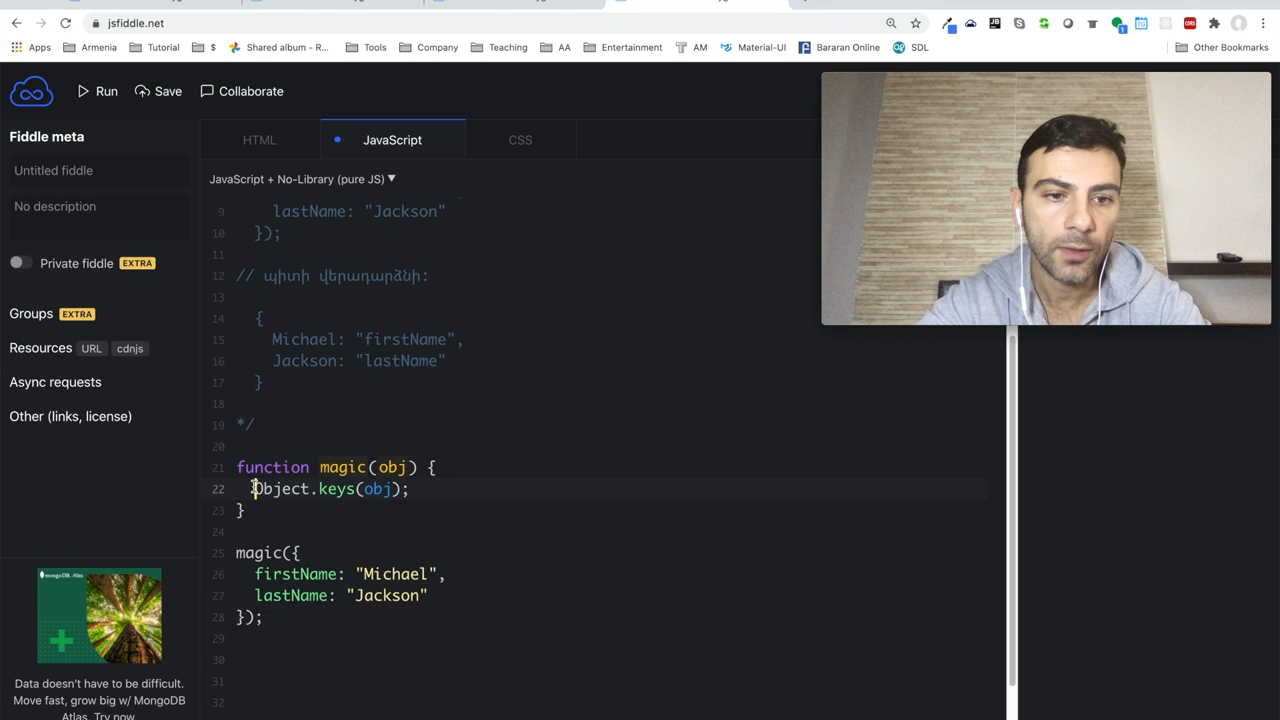 jsfiddle.net
Apps
Armenia
Tutorial
$
Shared album - R...
Tools
Company
Teaching
AA
Entertainment
AM
Material-UI
Bararan Online
SDL
Other Bookmarks
Run
Save
Collaborate
Fiddle meta
Untitled fiddle
No description
Private fiddle EXTRA
Groups EXTRA
Resources URL cdnjs
Async requests
Other (links, license)
mongoDB. Atlas
Data doesn't have to be difficult.
Move fast, grow big w/ MongoDB
Atlas. Try now
HTML
JavaScript
CSS
JavaScript + No-Library (pure JS)
9 lastName: "Jackson"
10 });
11
12 // պիտի վերադարձնի:
13
14 {
15 Michael: "firstName",
16 Jackson: "lastName"
17 }
18
19 */
20
21 function magic(obj) {
22 Object.keys(obj);
23 }
24
25 magic({
26 firstName: "Michael",
27 lastName: "Jackson"
28 });
29
30
31
32